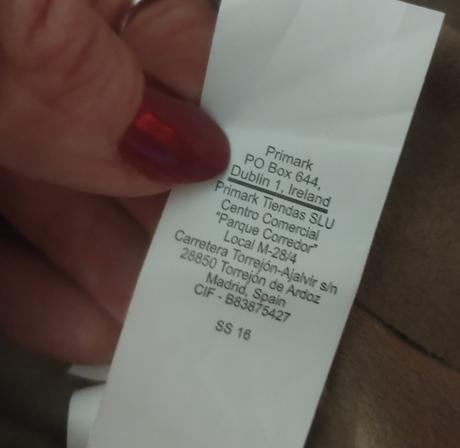 Primark
PO Box 644,
Dublin 1, Ireland
Primark Tiendas SLU
Centro Comercial
"Parque Corredor"
Local M-28/4
Carretera Torrejón-Ajalvir s/n
28850 Torrejón de Ardoz
Madrid, Spain
CIF - B83875427
SS 16